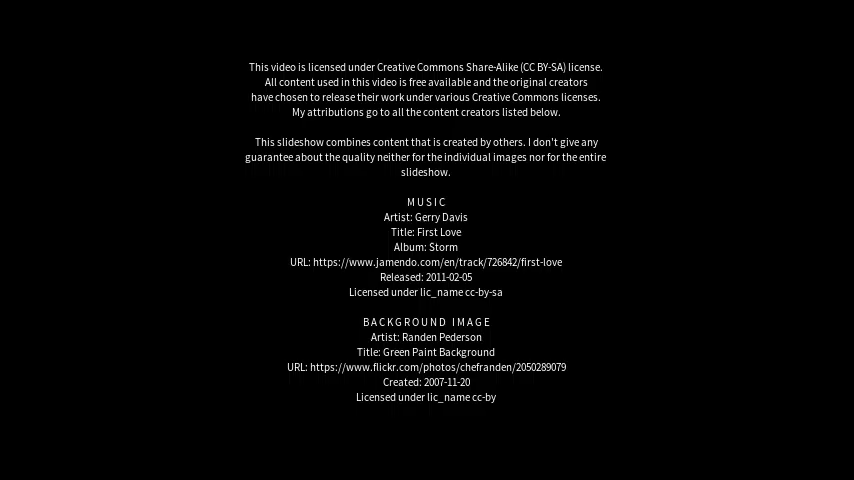 This video is licensed under Creative Commons Share-Alike (CC BY-SA) license.
All content used in this video is free available and the original creators
have chosen to release their work under various Creative Commons licenses.
My attributions go to all the content creators listed below.
This slideshow combines content that is created by others. I don't give any
guarantee about the quality neither for the individual images nor for the entire
slideshow.
M U S I C
Artist: Gerry Davis
Title: First Love
Album: Storm
URL: https://www.jamendo.com/en/track/726842/first-love
Released: 2011-02-05
Licensed under lic_name cc-by-sa
B A C K G R O U N D   I M A G E
Artist: Randen Pederson
Title: Green Paint Background
URL: https://www.flickr.com/photos/chefranden/2050289079
Created: 2007-11-20
Licensed under lic_name cc-by